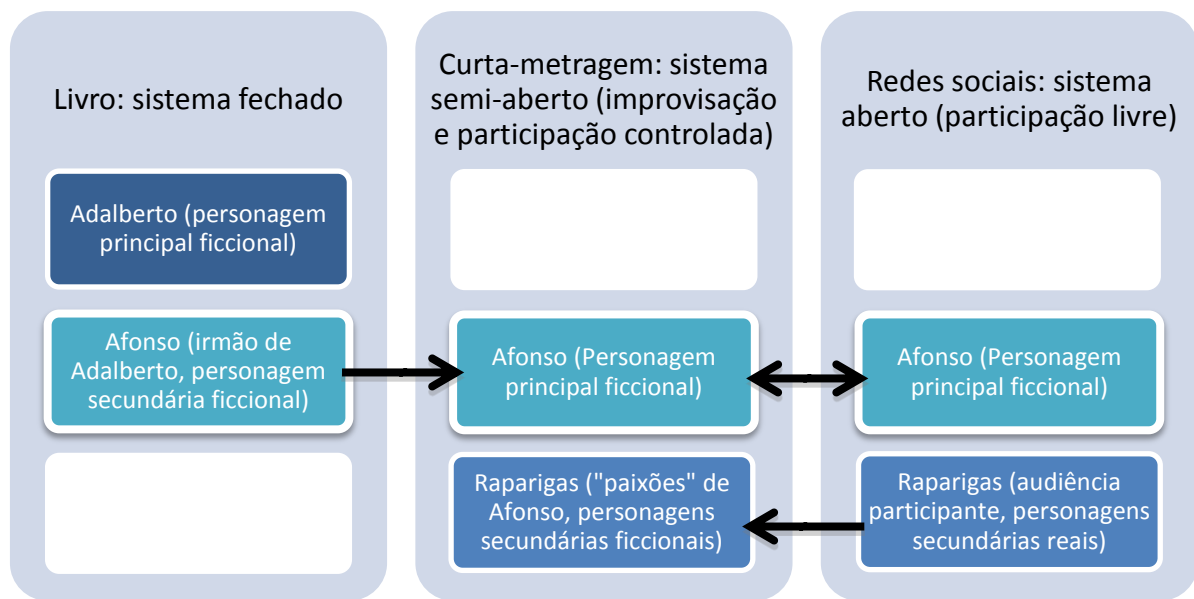 Livro: sistema fechado
Adalberto (personagem
principal ficcional)
Afonso (irmão de
Adalberto, personagem
secundária ficcional)
Curta-metragem: sistema
semi-aberto (improvisação
e participação controlada)
Afonso (Personagem
principal ficcional)
Raparigas ("paixões" de
Afonso, personagens
secundárias ficcionais)
Redes sociais: sistema
aberto (participação livre)
Afonso (Personagem
principal ficcional)
Raparigas (audiência
participante, personagens
secundárias reais)